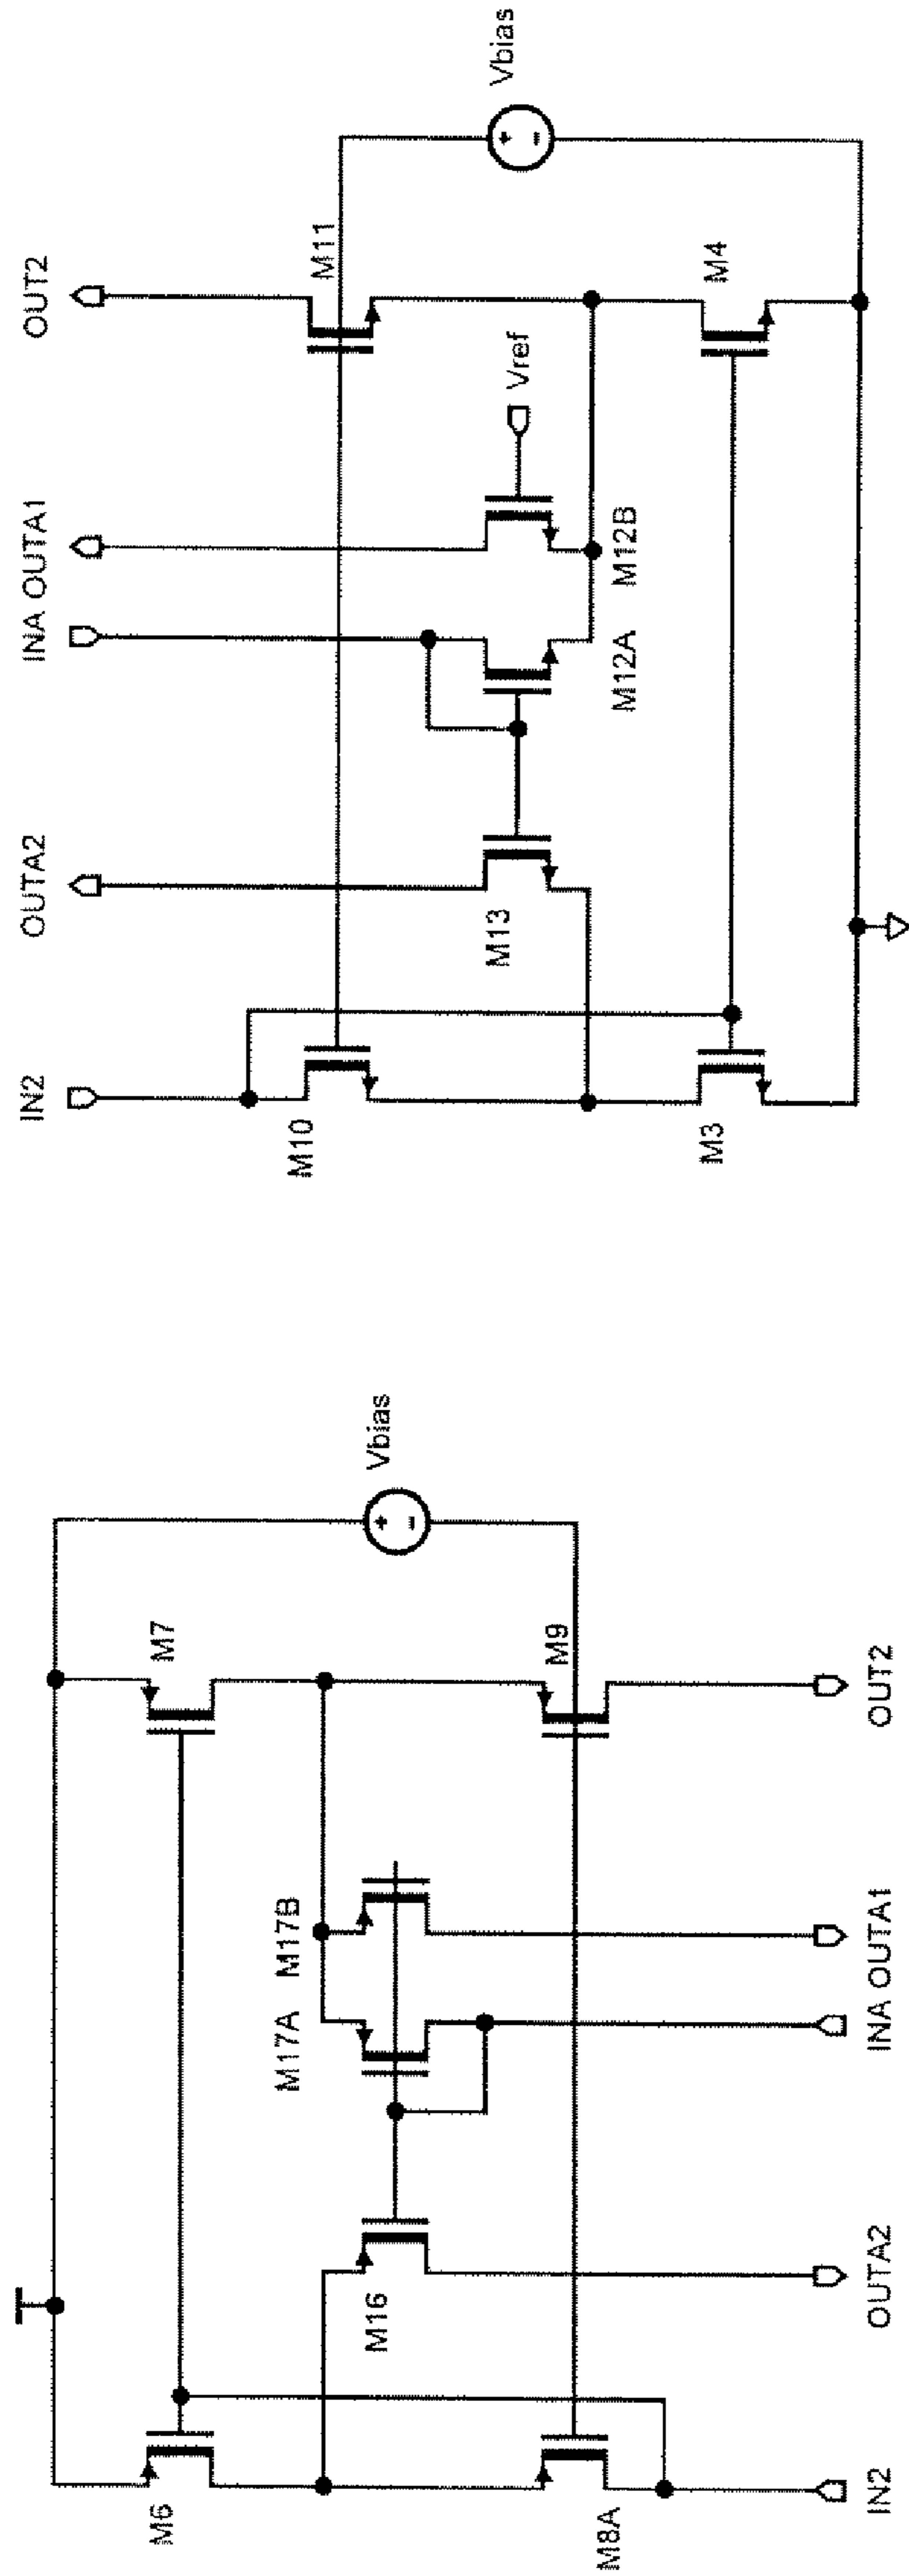 M6
M7
Vbias
M17A
M17B
M16
M8A
M9
IN2
OUTA2
INA
OUTA1
OUT2
IN2
OUTA2
INA
OUTA1
OUT2
M10
M11
Vbias
Vref
M13
M12A
M12B
M3
M4